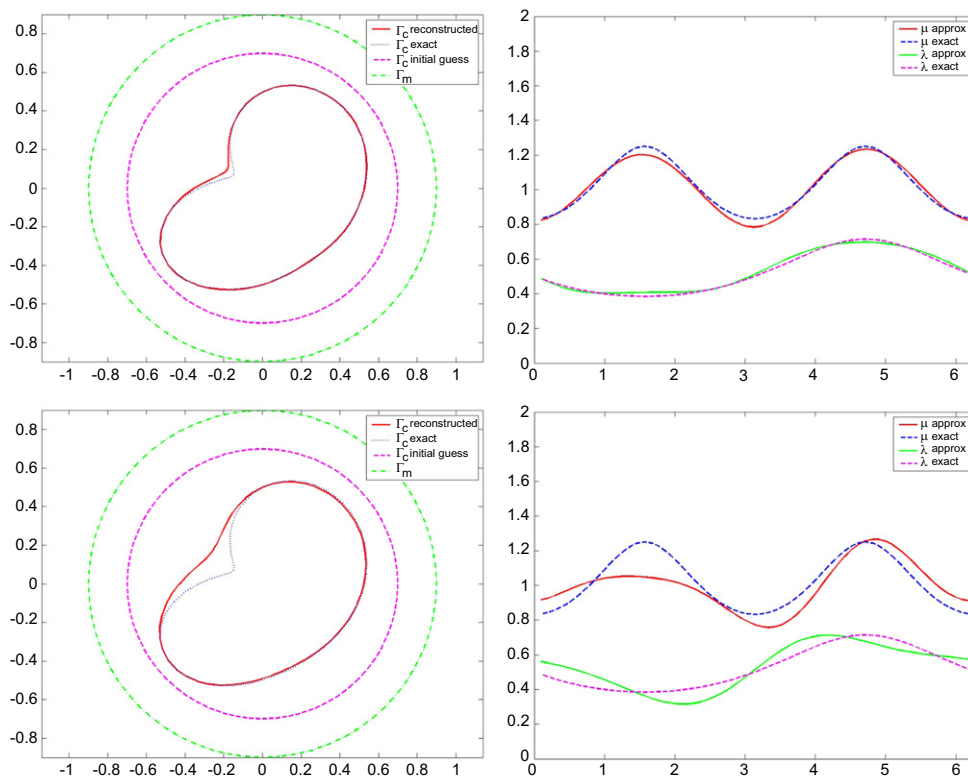 Γc reconstructed
Γc exact
Γc initial guess
Γm
0.8
0.6
0.4
0.2
0
-0.2
-0.4
-0.6
-0.8
-1 -0.8 -0.6 -0.4 -0.2 0 0.2 0.4 0.6 0.8 1
μ approx
μ exact
λ approx
λ exact
2
1.8
1.6
1.4
1.2
1
0.8
0.6
0.4
0.2
0
0 1 2 3 4 5 6
Γc reconstructed
Γc exact
Γc initial guess
Γm
0.8
0.6
0.4
0.2
0
-0.2
-0.4
-0.6
-0.8
-1 -0.8 -0.6 -0.4 -0.2 0 0.2 0.4 0.6 0.8 1
μ approx
μ exact
λ approx
λ exact
2
1.8
1.6
1.4
1.2
1
0.8
0.6
0.4
0.2
0
0 1 2 3 4 5 6